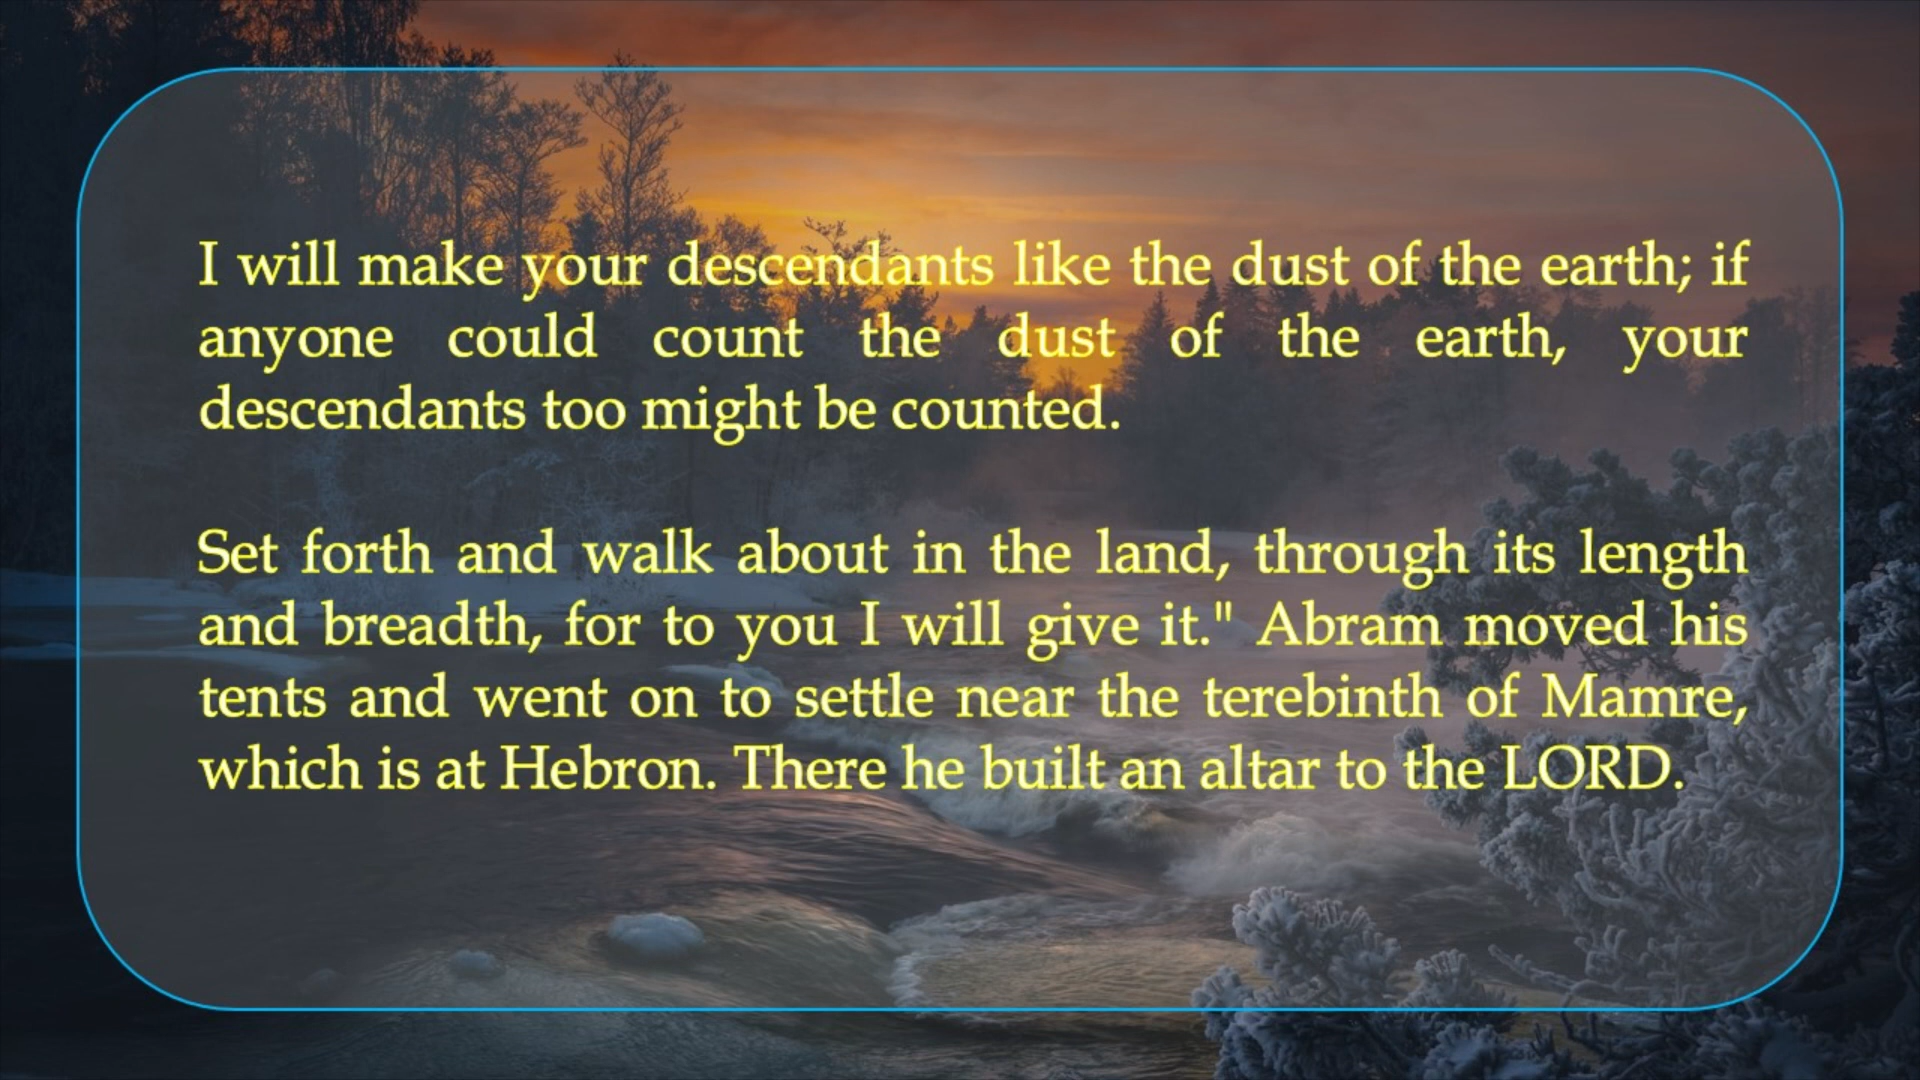 I will make your descendants like the dust of the earth; if
anyone could count the dust of the earth, your
descendants too might be counted.
Set forth and walk about in the land, through its length
and breadth, for to you I will give it." Abram moved his
tents and went on to settle near the terebinth of Mamre,
which is at Hebron. There he built an altar to the LORD.